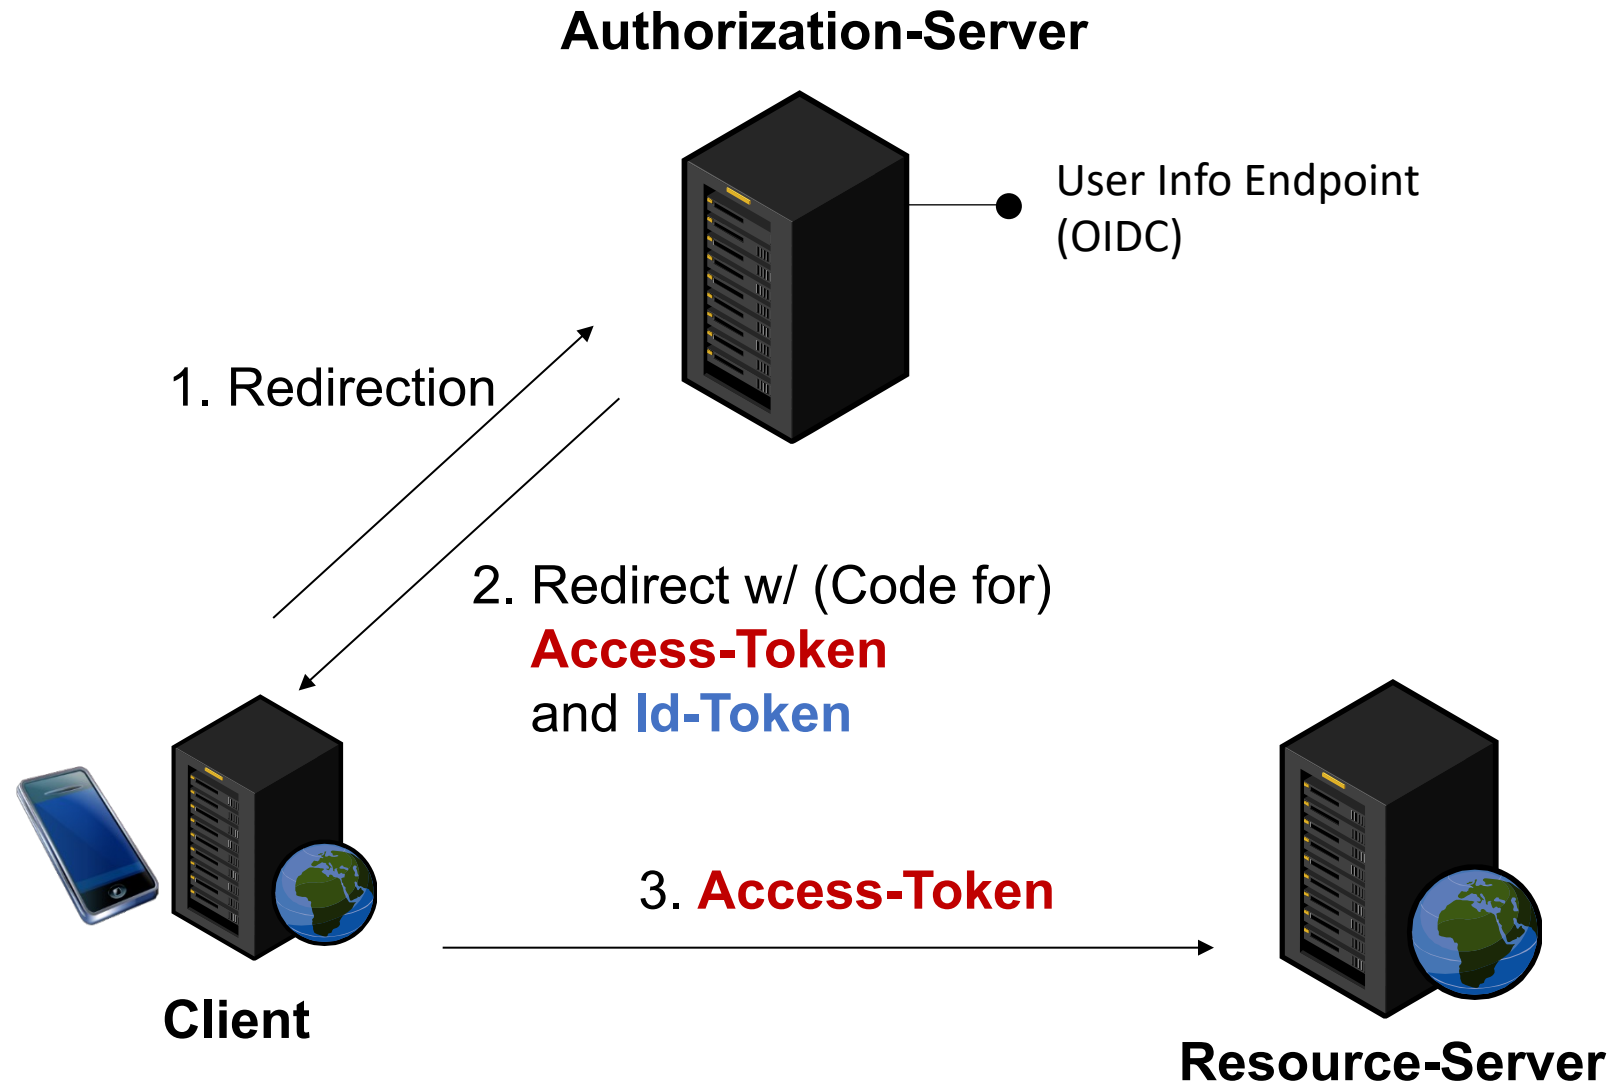 Authorization-Server
User Info Endpoint
(OIDC)
1. Redirection
2. Redirect w/ (Code for)
Access-Token
and Id-Token
3. Access-Token
Client
Resource-Server